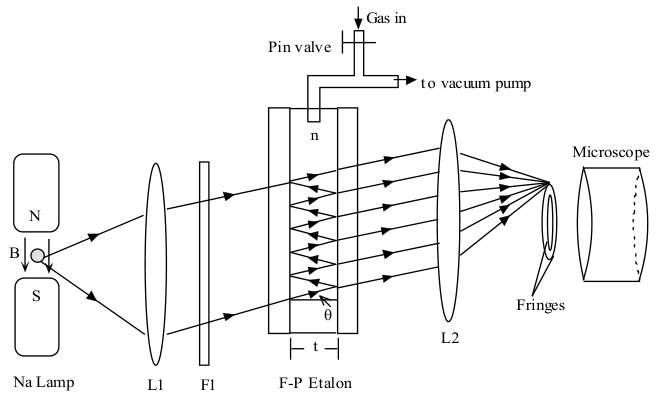 Gas in
Pin valve
to vacuum pump
n
Microscope
N
B
S
θ
Fringes
t
L2
Na Lamp
L1
F1
F-P Etalon